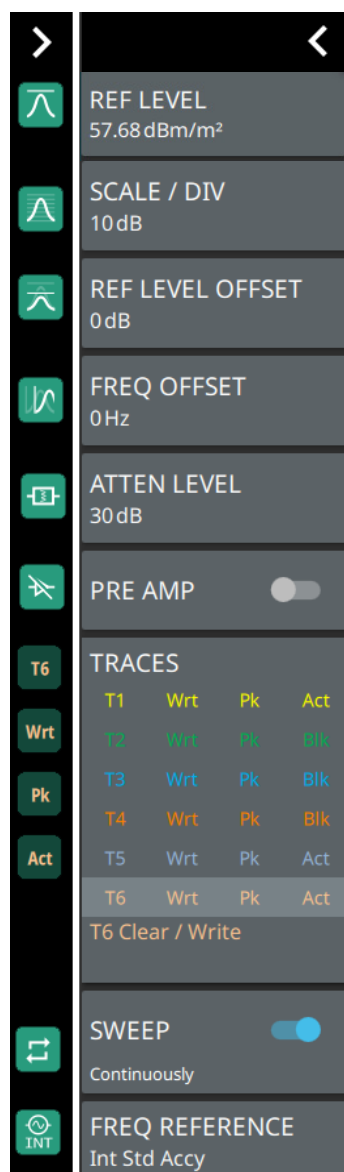 REF LEVEL
57.68 dBm/m²
SCALE / DIV
10 dB
REF LEVEL OFFSET
0 dB
FREQ OFFSET
0 Hz
ATTEN LEVEL
30 dB
PRE AMP
T6
Wrt
Pk
Act
TRACES
T1 Wrt Pk Act
T2 Wrt Pk Blk
T3 Wrt Pk Blk
T4 Wrt Pk Blk
T5 Wrt Pk Act
T6 Wrt Pk Act
T6 Clear / Write
SWEEP
Continuously
INT
FREQ REFERENCE
Int Std Accy